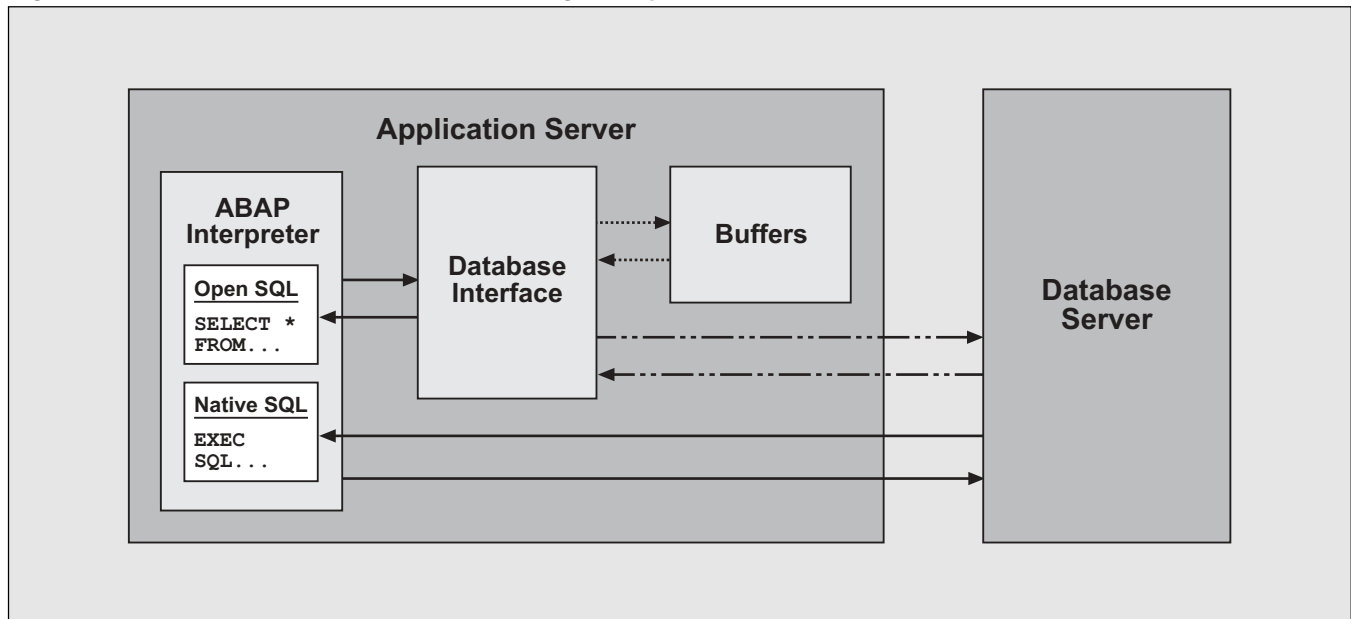 Application Server
ABAP
Interpreter
Open SQL
SELECT *
FROM...
Native SQL
EXEC
SQL...
Database
Interface
Buffers
Database
Server